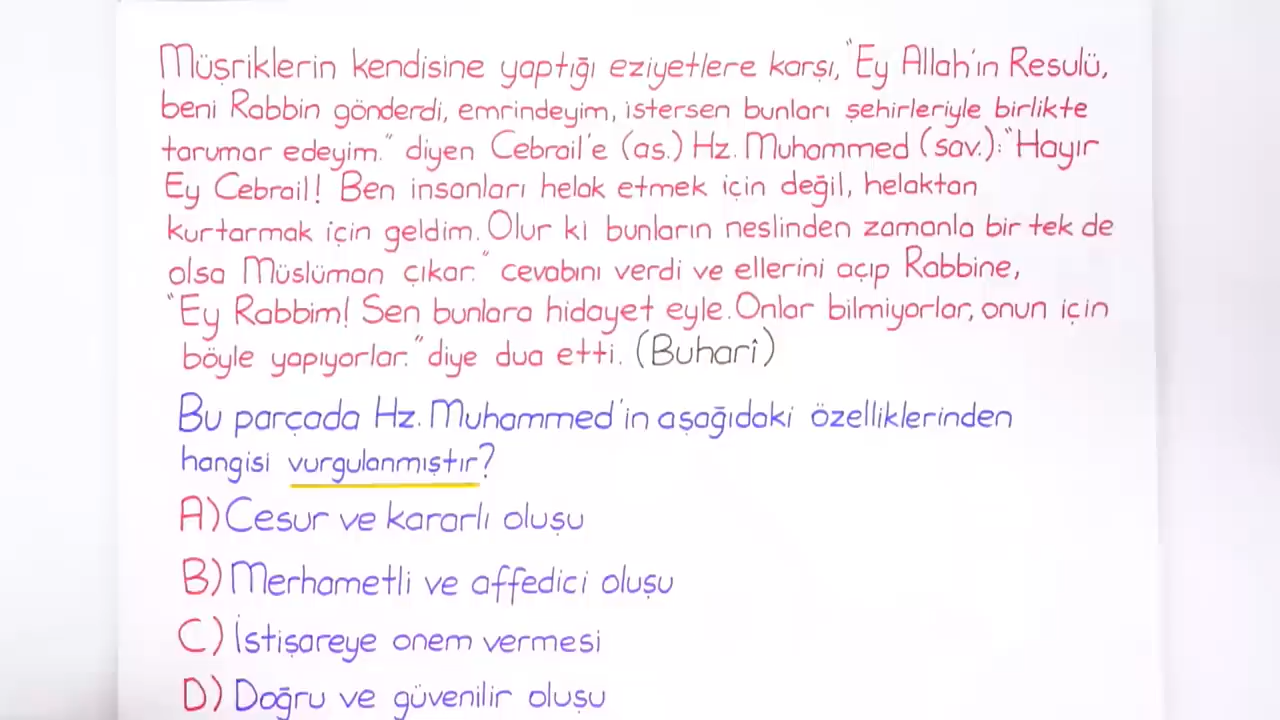 Müşriklerin kendisine yaptığı eziyetlere karşı, "Ey Allah'ın Resulü,
beni Rabbin gönderdi, emrindeyim, istersen bunları şehirleriyle birlikte
tarumar edeyim." diyen Cebrail'e (as.) Hz. Muhammed (sav.): "Hayır
Ey Cebrail! Ben insanları helak etmek için değil, helaktan
kurtarmak için geldim. Olur ki bunların neslinden zamanla bir tek de
olsa Müslüman çıkar." cevabını verdi ve ellerini açıp Rabbine,
"Ey Rabbim! Sen bunlara hidayet eyle. Onlar bilmiyorlar, onun için
böyle yapıyorlar." diye dua etti. (Buharî)
Bu parçada Hz. Muhammed'in aşağıdaki özelliklerinden
hangisi vurgulanmıştır?
A) Cesur ve kararlı oluşu
B) Merhametli ve affedici oluşu
C) İstişareye onem vermesi
D) Doğru ve güvenilir oluşu